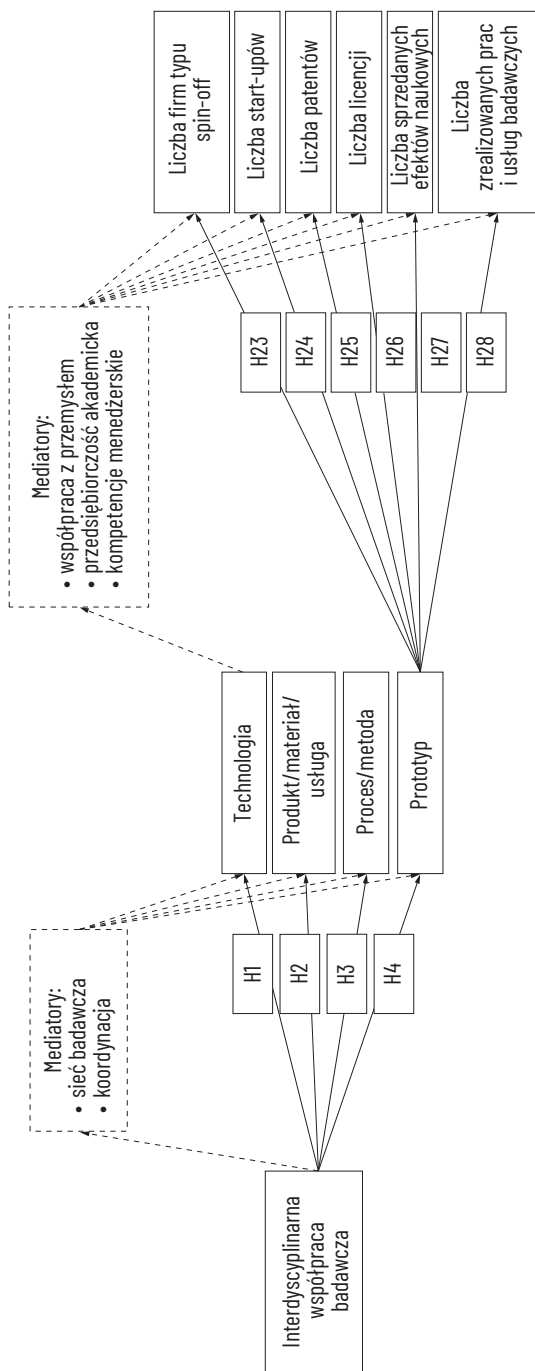 Interdyscyplinarna
współpraca
badawcza
Mediatory:
• sieć badawcza
• koordynacja
H1
H2
H3
H4
Technologia
Produkt/materiał/
usługa
Proces/metoda
Prototyp
Mediatory:
• współpraca z przemysłem
• przedsiębiorczość akademicka
• kompetencje menedżerskie
H23
H24
H25
H26
H27
H28
Liczba firm typu
spin-off
Liczba start-upów
Liczba patentów
Liczba licencji
Liczba sprzedanych
efektów naukowych
Liczba
zrealizowanych prac
i usług badawczych